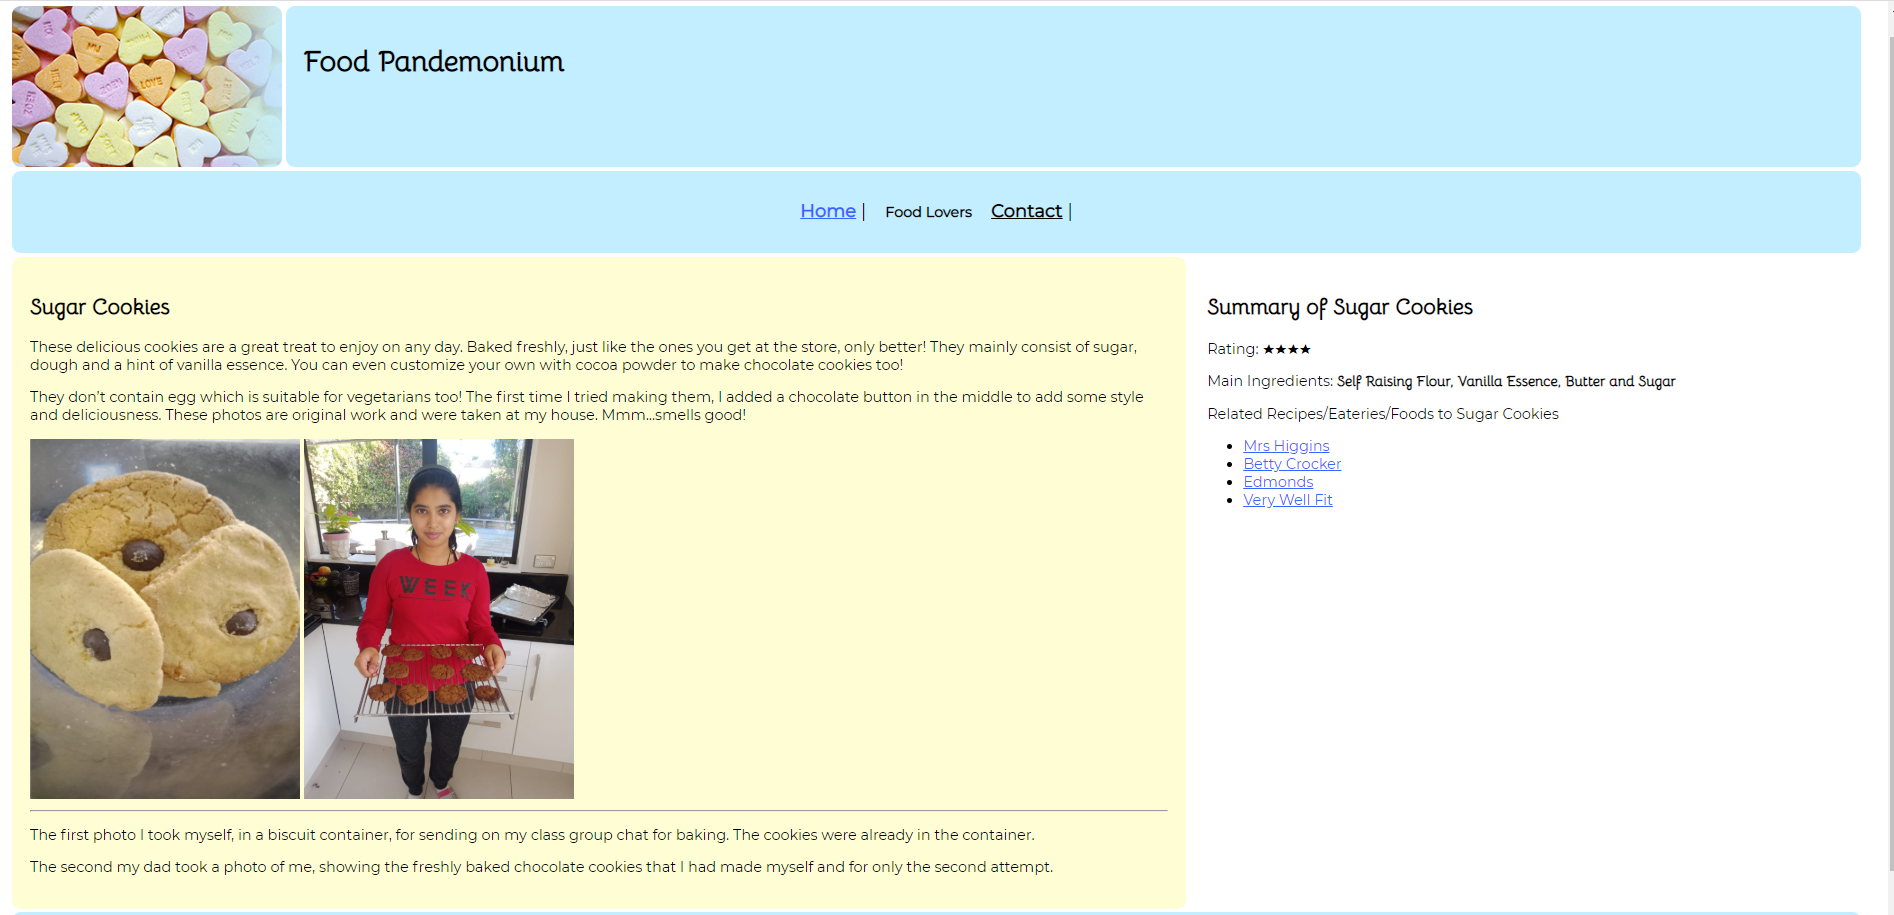 LOVE
Food Pandemonium
Home |
Food Lovers
Contact |
Sugar Cookies
These delicious cookies are a great treat to enjoy on any day. Baked freshly, just like the ones you get at the store, only better! They mainly consist of sugar,
dough and a hint of vanilla essence. You can even customize your own with cocoa powder to make chocolate cookies too!
They don't contain egg which is suitable for vegetarians too! The first time I tried making them, I added a chocolate button in the middle to add some style
and deliciousness. These photos are original work and were taken at my house. Mmm...smells good!
WEEK
The first photo I took myself, in a biscuit container, for sending on my class group chat for baking. The cookies were already in the container.
The second my dad took a photo of me, showing the freshly baked chocolate cookies that I had made myself and for only the second attempt.
Summary of Sugar Cookies
Rating: ★★★★
Main Ingredients: Self Raising Flour, Vanilla Essence, Butter and Sugar
Related Recipes/Eateries/Foods to Sugar Cookies
Mrs Higgins
Betty Crocker
Edmonds
Very Well Fit